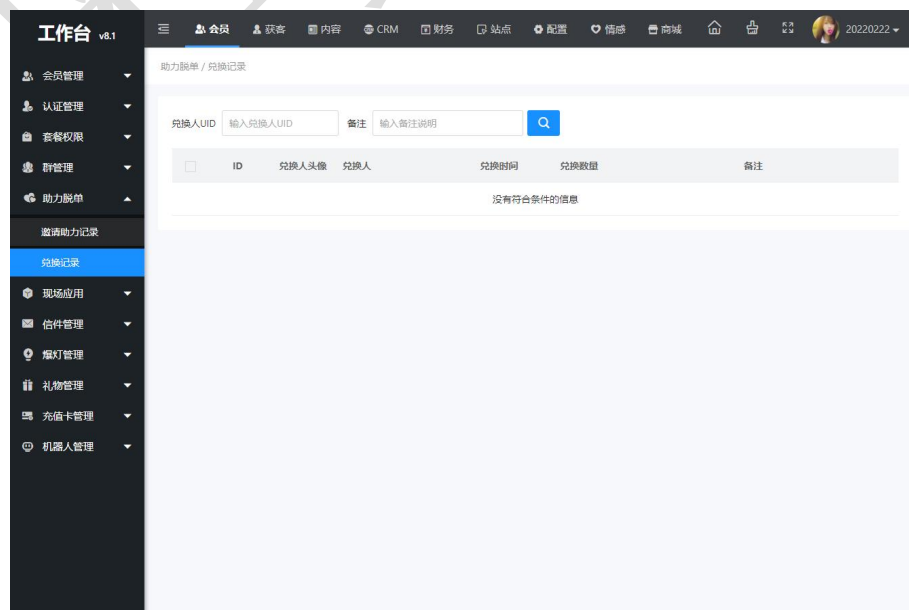 工作台 v8.1
会员 获客 内容 CRM 财务 站点 配置 情感 商城 20220222
会员管理
认证管理
套餐权限
群管理
助力脱单
邀请助力记录
兑换记录
现场应用
信件管理
爆灯管理
礼物管理
充值卡管理
机器人管理
助力脱单 / 兑换记录
兑换人UID 输入兑换人UID 备注 输入备注说明
ID 兑换人头像 兑换人 兑换时间 兑换数量 备注
没有符合条件的信息